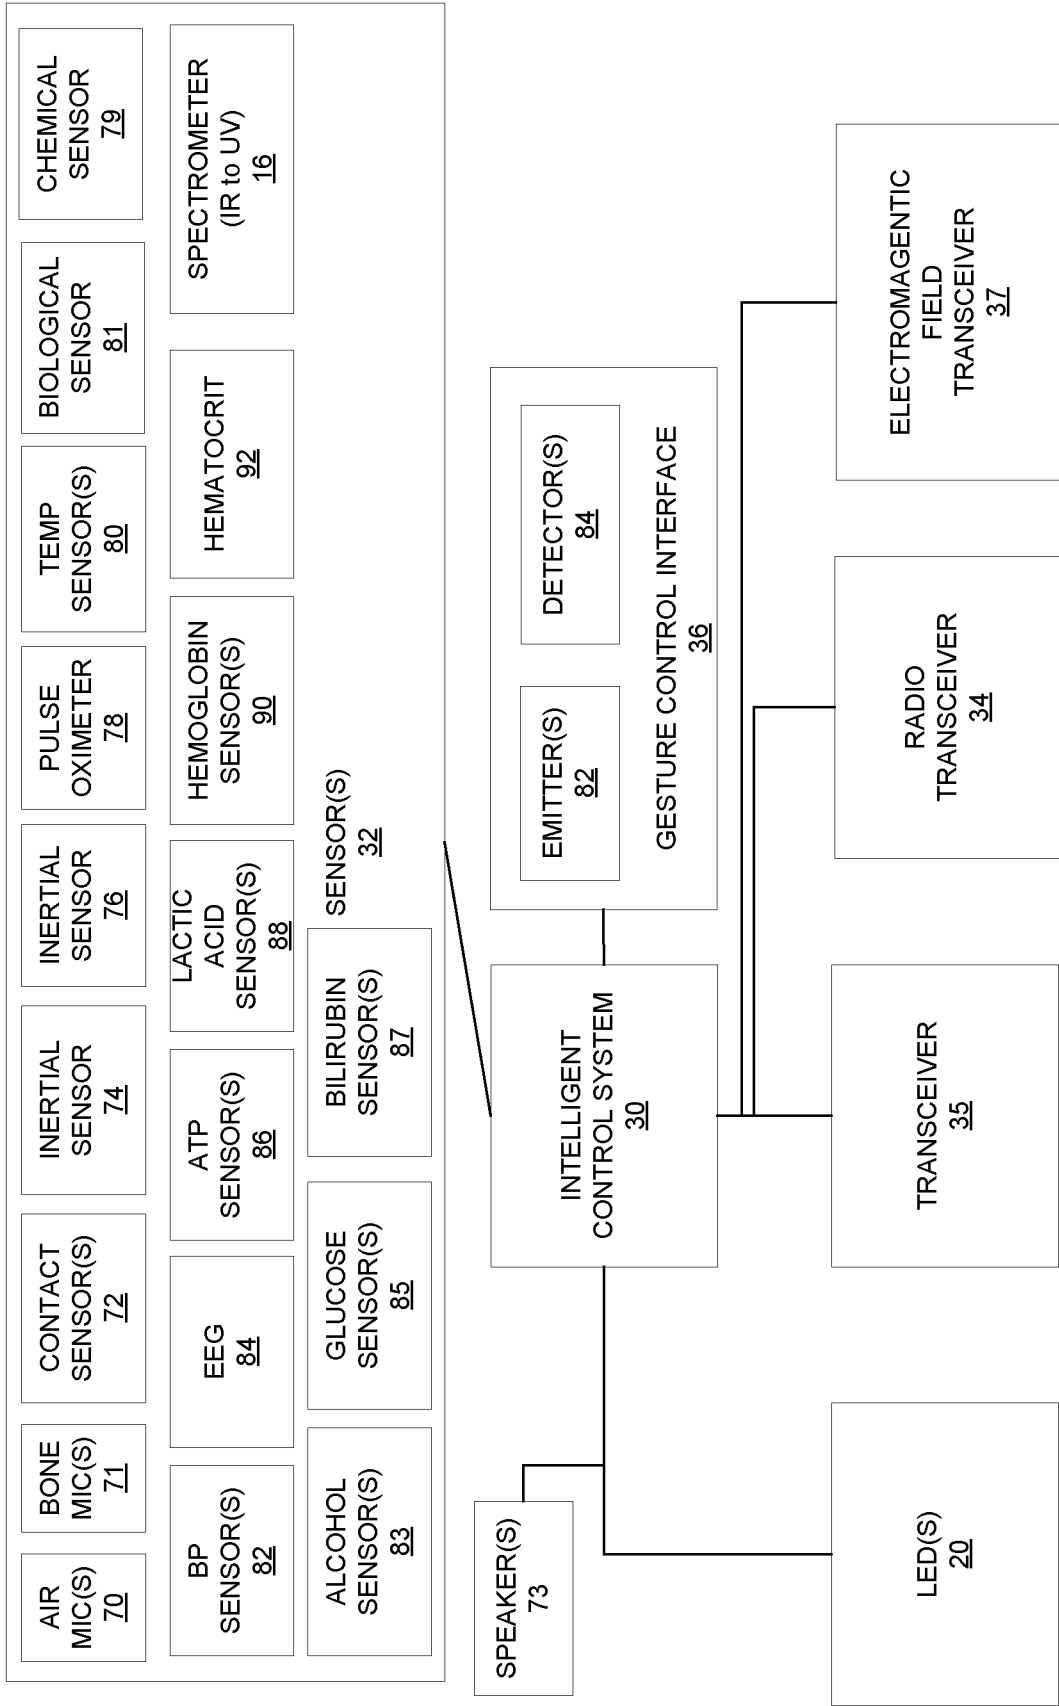 AIR
MIC(S)
70
BONE
MIC(S)
71
CONTACT
SENSOR(S)
72
INERTIAL
SENSOR
74
INERTIAL
SENSOR
76
PULSE
OXIMETER
78
TEMP
SENSOR(S)
80
BIOLOGICAL
SENSOR
81
CHEMICAL
SENSOR
79
BP
SENSOR(S)
82
EEG
84
ATP
SENSOR(S)
86
LACTIC
ACID
SENSOR(S)
88
HEMOGLOBIN
SENSOR(S)
90
HEMATOCRIT
92
SPECTROMETER
(IR to UV)
16
ALCOHOL
SENSOR(S)
83
GLUCOSE
SENSOR(S)
85
BILIRUBIN
SENSOR(S)
87
SENSOR(S)
32
SPEAKER(S)
73
INTELLIGENT
CONTROL SYSTEM
30
EMITTER(S)
82
DETECTOR(S)
84
GESTURE CONTROL INTERFACE
36
LED(S)
20
TRANSCEIVER
35
RADIO
TRANSCEIVER
34
ELECTROMAGENTIC
FIELD
TRANSCEIVER
37